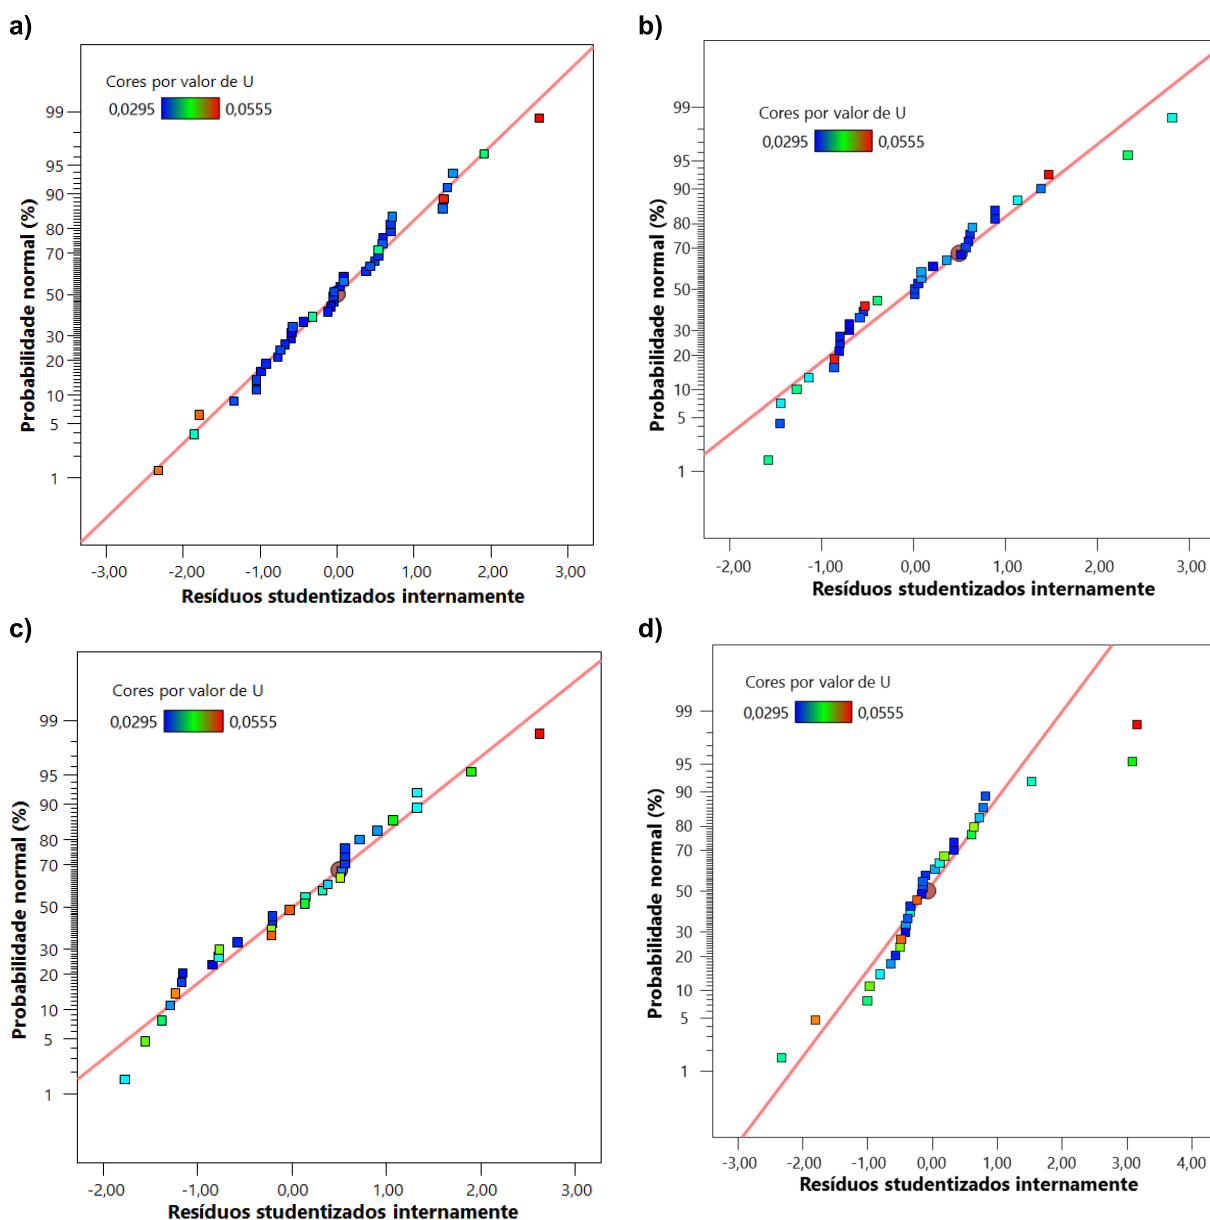 a)
Cores por valor de U
0,0295 0,0555
Probabilidade normal (%)
99
95
90
80
70
50
30
20
10
5
1
-3,00 -2,00 -1,00 0,00 1,00 2,00 3,00
Resíduos studentizados internamente
b)
Cores por valor de U
0,0295 0,0555
Probabilidade normal (%)
99
95
90
80
70
50
30
20
10
5
1
-2,00 -1,00 0,00 1,00 2,00 3,00
Resíduos studentizados internamente
c)
Cores por valor de U
0,0295 0,0555
Probabilidade normal (%)
99
95
90
80
70
50
30
20
10
5
1
-2,00 -1,00 0,00 1,00 2,00 3,00
Resíduos studentizados internamente
d)
Cores por valor de U
0,0295 0,0555
Probabilidade normal (%)
99
95
90
80
70
50
30
20
10
5
1
-3,00 -2,00 -1,00 0,00 1,00 2,00 3,00 4,00
Resíduos studentizados internamente